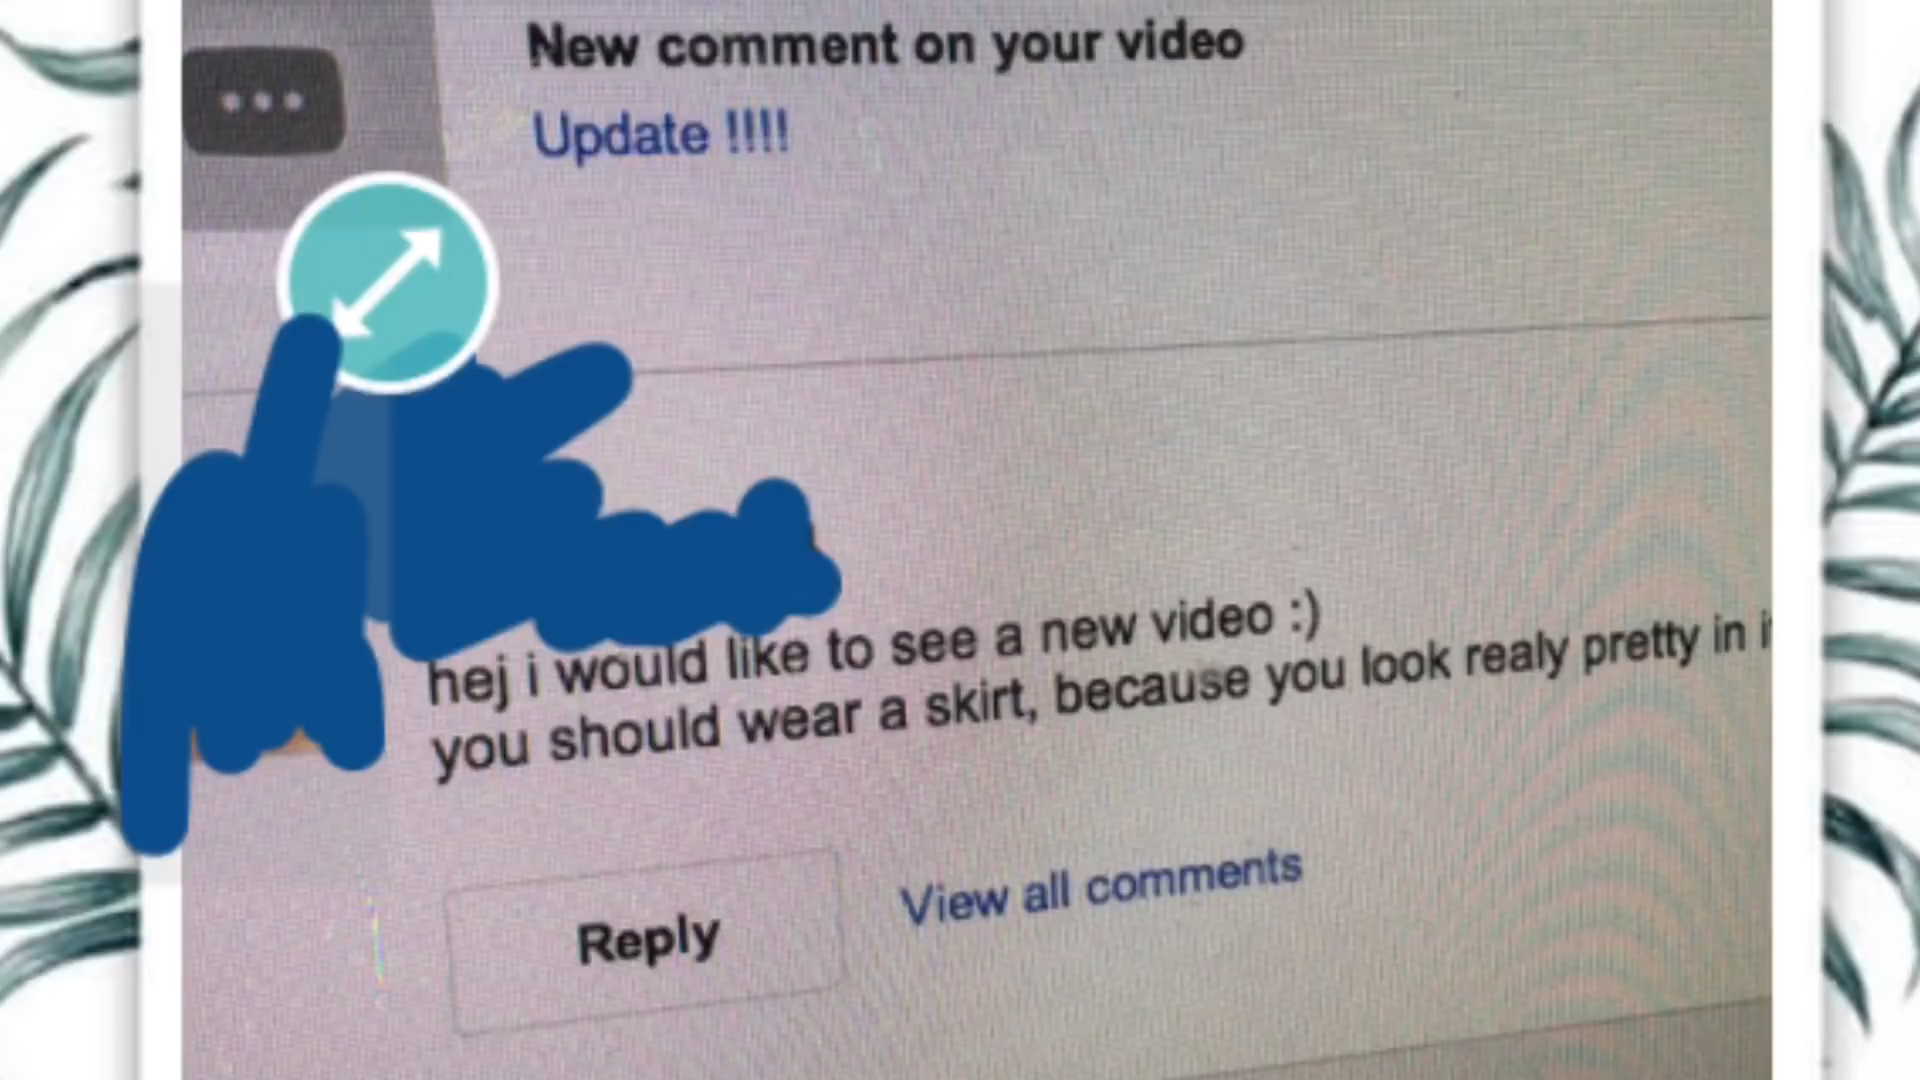 New comment on your video
Update !!!!
hej i would like to see a new video :)
you should wear a skirt, because you look realy pretty in
Reply
View all comments